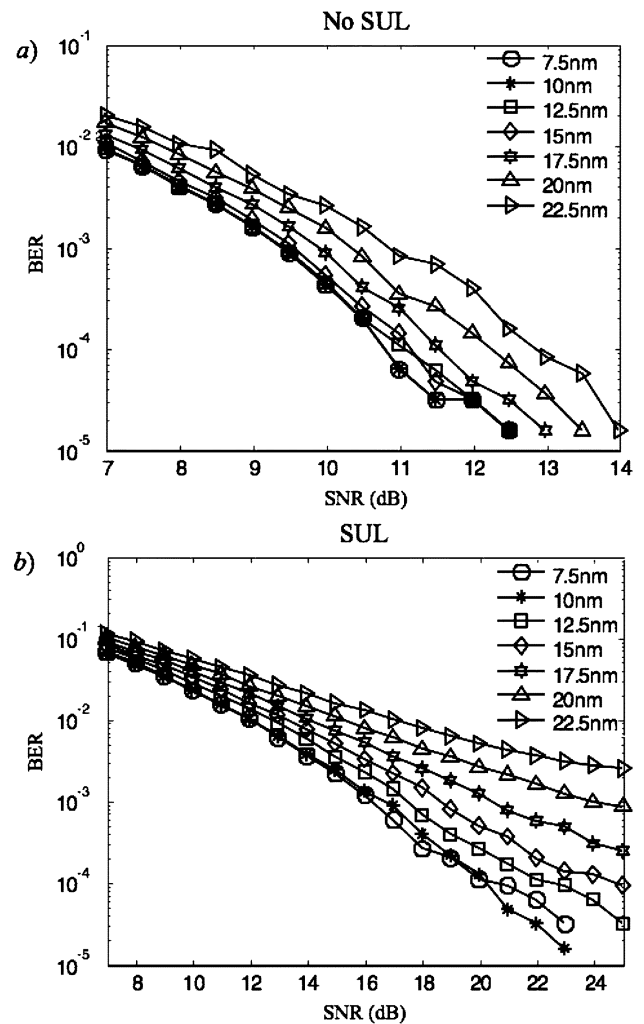 No SUL
a)
10^-1
10^-2
10^-3
10^-4
10^-5
BER
7.5nm
10nm
12.5nm
15nm
17.5nm
20nm
22.5nm
7 8 9 10 11 12 13 14
SNR (dB)
SUL
b)
10^0
10^-1
10^-2
10^-3
10^-4
10^-5
BER
7.5nm
10nm
12.5nm
15nm
17.5nm
20nm
22.5nm
8 10 12 14 16 18 20 22 24
SNR (dB)